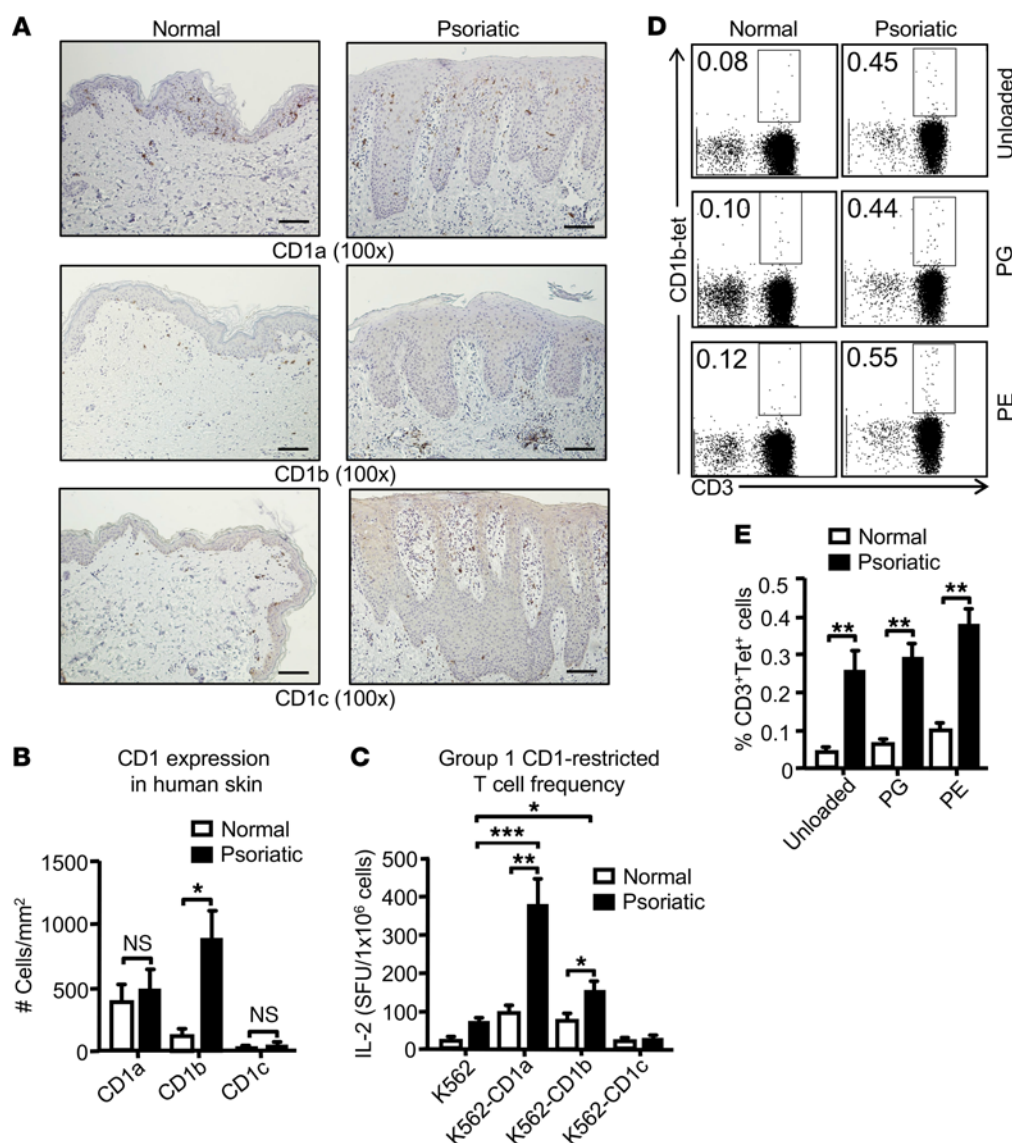 A
Normal
Psoriatic
CD1a (100x)
CD1b (100x)
CD1c (100x)
B
CD1 expression
in human skin
Normal
Psoriatic
# Cells/mm²
1500
1000
500
0
NS
*
NS
CD1a
CD1b
CD1c
C
Group 1 CD1-restricted
T cell frequency
Normal
Psoriatic
IL-2 (SFU/1x10⁶ cells)
500
400
300
200
100
0
*
***
**
*
K562
K562-CD1a
K562-CD1b
K562-CD1c
D
Normal
Psoriatic
0.08
0.45
Unloaded
0.10
0.44
PG
0.12
0.55
PE
CD1b-tet
CD3
E
Normal
Psoriatic
% CD3⁺Tet⁺ cells
0.5
0.4
0.3
0.2
0.1
0
**
**
**
Unloaded
PG
PE